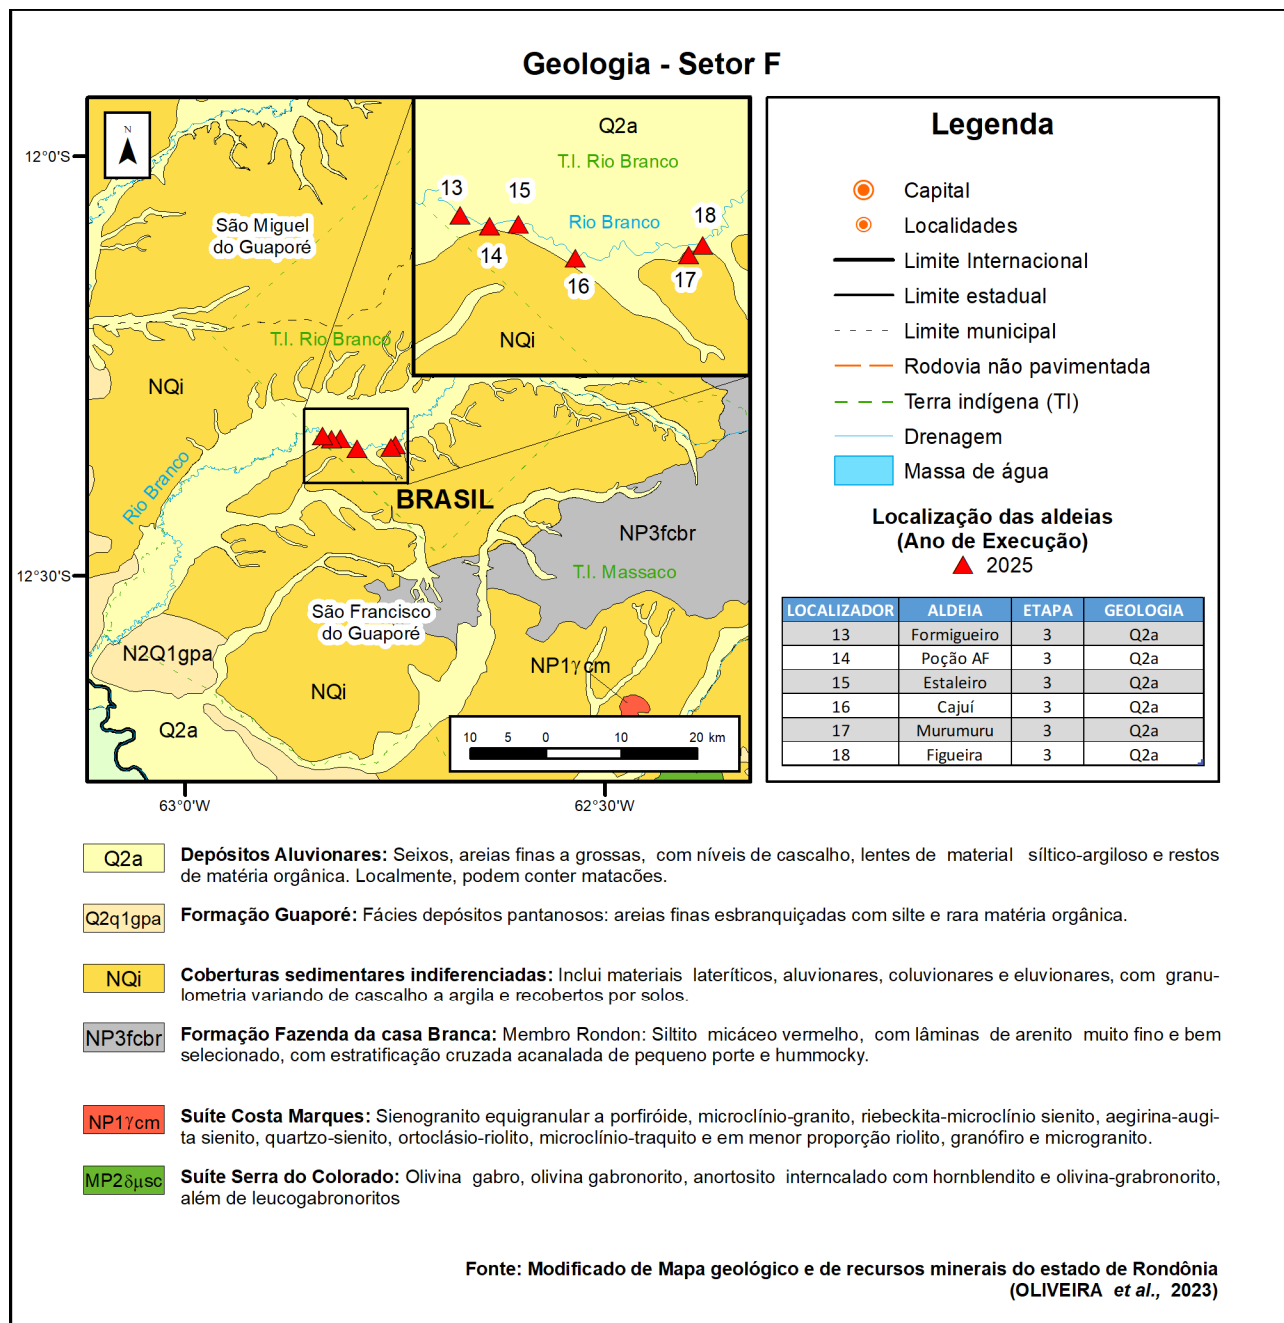 Geologia - Setor F
N
12°0'S
12°30'S
63°0'W
62°30'W
São Miguel
do Guaporé
T.I. Rio Branco
NQi
Rio Branco
BRASIL
NP3fcbr
T.I. Massaco
São Francisco
do Guaporé
N2Q1gpa
NQi
NP1γcm
Q2a
10 5 0 10 20 km
Q2a
T.I. Rio Branco
13
15
Rio Branco
18
14
16
17
NQi
Legenda
Capital
Localidades
Limite Internacional
Limite estadual
Limite municipal
Rodovia não pavimentada
Terra indígena (TI)
Drenagem
Massa de água
Localização das aldeias
(Ano de Execução)
2025
LOCALIZADOR ALDEIA ETAPA GEOLOGIA
13 Formigueiro 3 Q2a
14 Poção AF 3 Q2a
15 Estaleiro 3 Q2a
16 Cajuí 3 Q2a
17 Murumuru 3 Q2a
18 Figueira 3 Q2a
Q2a Depósitos Aluvionares: Seixos, areias finas a grossas, com níveis de cascalho, lentes de material síltico-argiloso e restos
de matéria orgânica. Localmente, podem conter matacões.
Q2q1gpa Formação Guaporé: Fácies depósitos pantanosos: areias finas esbranquiçadas com silte e rara matéria orgânica.
NQi Coberturas sedimentares indiferenciadas: Inclui materiais lateríticos, aluvionares, coluvionares e eluvionares, com granu-
lometria variando de cascalho a argila e recobertos por solos.
NP3fcbr Formação Fazenda da casa Branca: Membro Rondon: Siltito micáceo vermelho, com lâminas de arenito muito fino e bem
selecionado, com estratificação cruzada acanalada de pequeno porte e hummocky.
NP1γcm Suíte Costa Marques: Sienogranito equigranular a porfiróide, microclínio-granito, riebeckita-microclínio sienito, aegirina-augi-
ta sienito, quartzo-sienito, ortoclásio-riolito, microclínio-traquito e em menor proporção riolito, granófiro e microgranito.
MP2δμsc Suíte Serra do Colorado: Olivina gabro, olivina gabronorito, anortosito interncalado com hornblendito e olivina-grabronorito,
além de leucogabronoritos
Fonte: Modificado de Mapa geológico e de recursos minerais do estado de Rondônia
(OLIVEIRA et al., 2023)